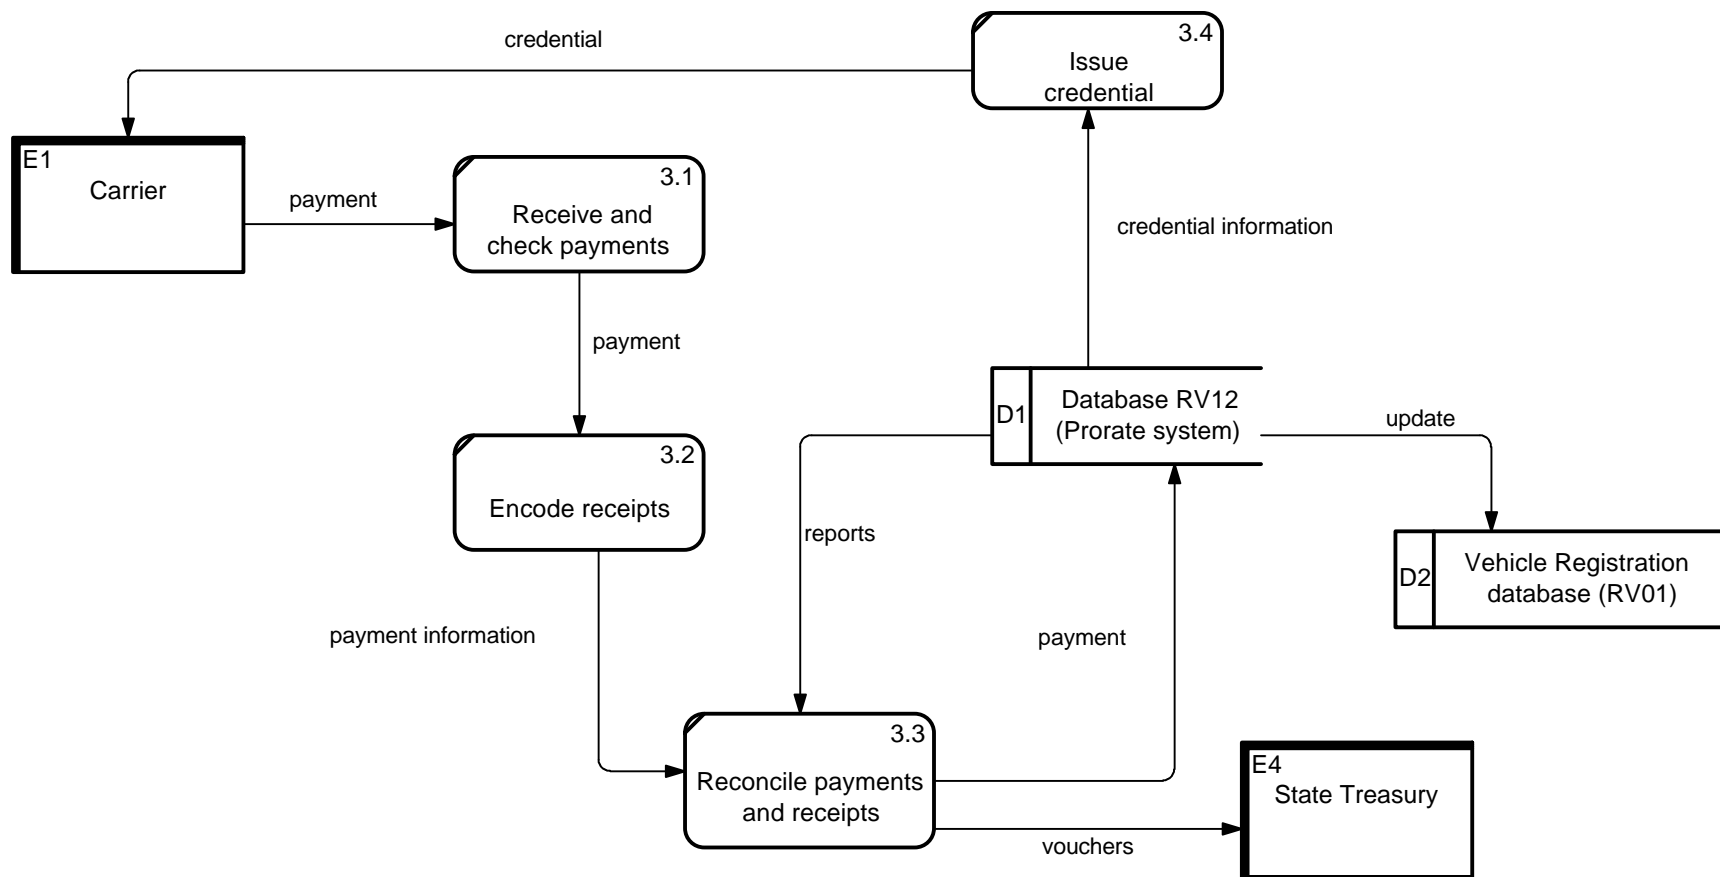 credential
3.4
Issue
credential
E1
Carrier
payment
3.1
Receive and
check payments
credential information
payment
D1
Database RV12
(Prorate system)
update
3.2
Encode receipts
reports
D2
Vehicle Registration
database (RV01)
payment information
payment
3.3
Reconcile payments
and receipts
E4
State Treasury
vouchers